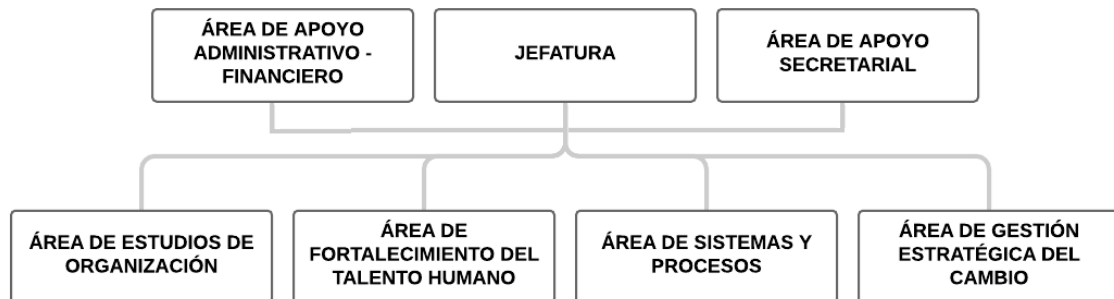 ÁREA DE APOYO
ADMINISTRATIVO -
FINANCIERO
JEFATURA
ÁREA DE APOYO
SECRETARIAL
ÁREA DE ESTUDIOS DE
ORGANIZACIÓN
ÁREA DE
FORTALECIMIENTO DEL
TALENTO HUMANO
ÁREA DE SISTEMAS Y
PROCESOS
ÁREA DE GESTIÓN
ESTRATÉGICA DEL
CAMBIO